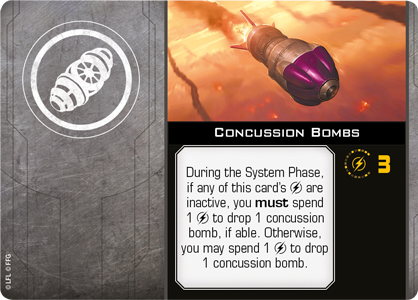 CONCUSSION BOMBS
During the System Phase,
if any of this card's are
inactive, you must spend
1 to drop 1 concussion
bomb, if able. Otherwise,
you may spend 1 to drop
1 concussion bomb.
3
© LFL © FFG